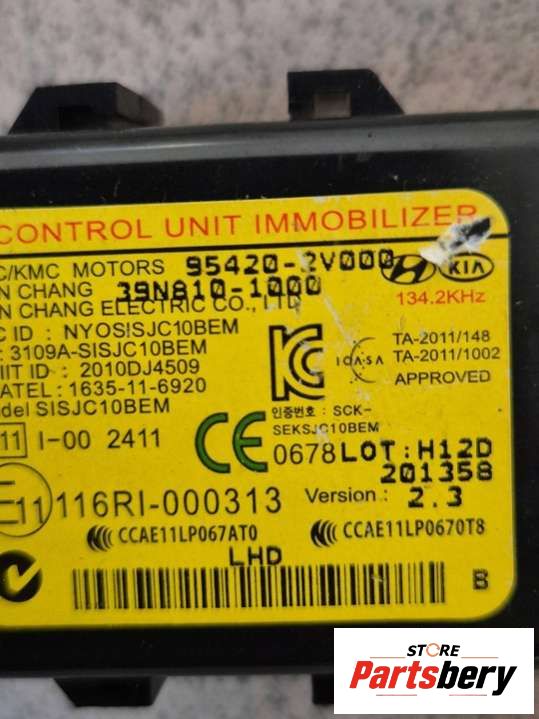 CONTROL UNIT IMMOBILIZER
C/KMC MOTORS 95420-2V000 KIA
N CHANG 39N810-1000 134.2KHz
N CHANG ELECTRIC CO., LTD
C ID : NYOSISJC10BEM
: 3109A-SISJC10BEM
IIT ID : 2010DJ4509
ATEL : 1635-11-6920
odel SISJC10BEM
ICASA
TA-2011/148
TA-2011/1002
APPROVED
인증번호 : SCK-
SEKSJC10BEM
11 I-00 2411
CE 0678 LOT:H12D
201358
E11 116RI-000313 Version : 2.3
CCAE11LP067AT0 CCAE11LP0670T8
LHD
B
STORE
Partsbery